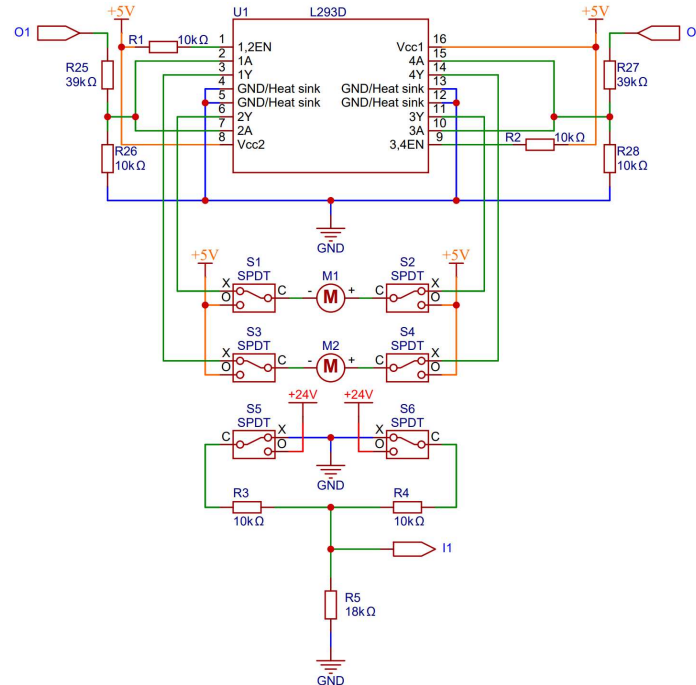 O1
+5V
U1
L293D
+5V
O
R1
10kΩ
1
1,2EN
Vcc1
16
2
1A
4A
15
3
1Y
4Y
14
4
GND/Heat sink
GND/Heat sink
13
5
GND/Heat sink
GND/Heat sink
12
6
2Y
3Y
11
7
2A
3A
10
8
Vcc2
3,4EN
9
R2
10kΩ
R25
39kΩ
R27
39kΩ
R26
10kΩ
R28
10kΩ
GND
+5V
S1
SPDT
M1
S2
SPDT
+5V
X
O
C
-
M
+
C
X
O
S3
SPDT
M2
S4
SPDT
X
O
C
-
M
+
C
X
O
+24V
+24V
S5
SPDT
S6
SPDT
C
X
O
X
O
C
GND
R3
10kΩ
R4
10kΩ
I1
R5
18kΩ
GND